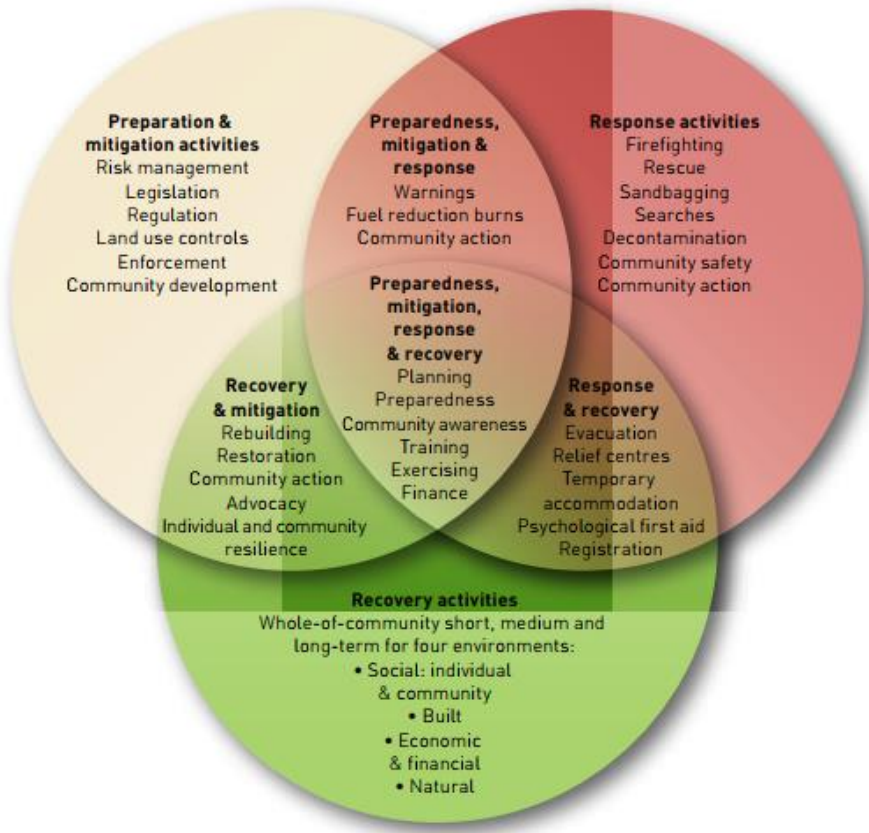 Preparation &
mitigation activities
Risk management
Legislation
Regulation
Land use controls
Enforcement
Community development
Preparedness,
mitigation &
response
Warnings
Fuel reduction burns
Community action
Response activities
Firefighting
Rescue
Sandbagging
Searches
Decontamination
Community safety
Community action
Preparedness,
mitigation,
response
& recovery
Planning
Preparedness
Community awareness
Training
Exercising
Finance
Recovery
& mitigation
Rebuilding
Restoration
Community action
Advocacy
Individual and community
resilience
Response
& recovery
Evacuation
Relief centres
Temporary
accommodation
Psychological first aid
Registration
Recovery activities
Whole-of-community short, medium and
long-term for four environments:
• Social: individual
& community
• Built
• Economic
& financial
• Natural